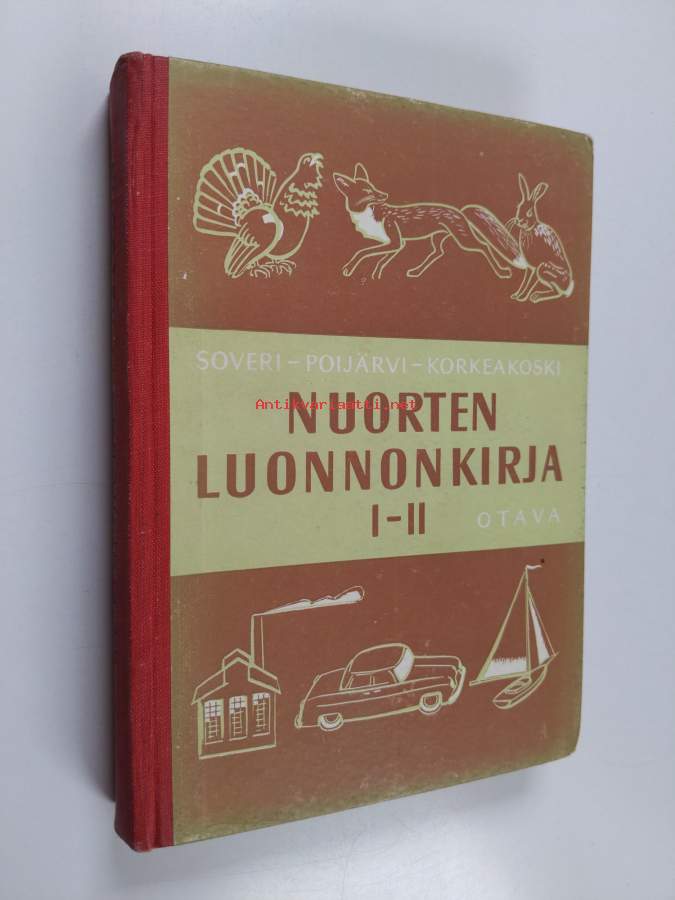 SOVERI – POIJÄRVI – KORKEAKOSKI
Antikvariaatti.net
NUORTEN
LUONNONKIRJA
I-II OTAVA